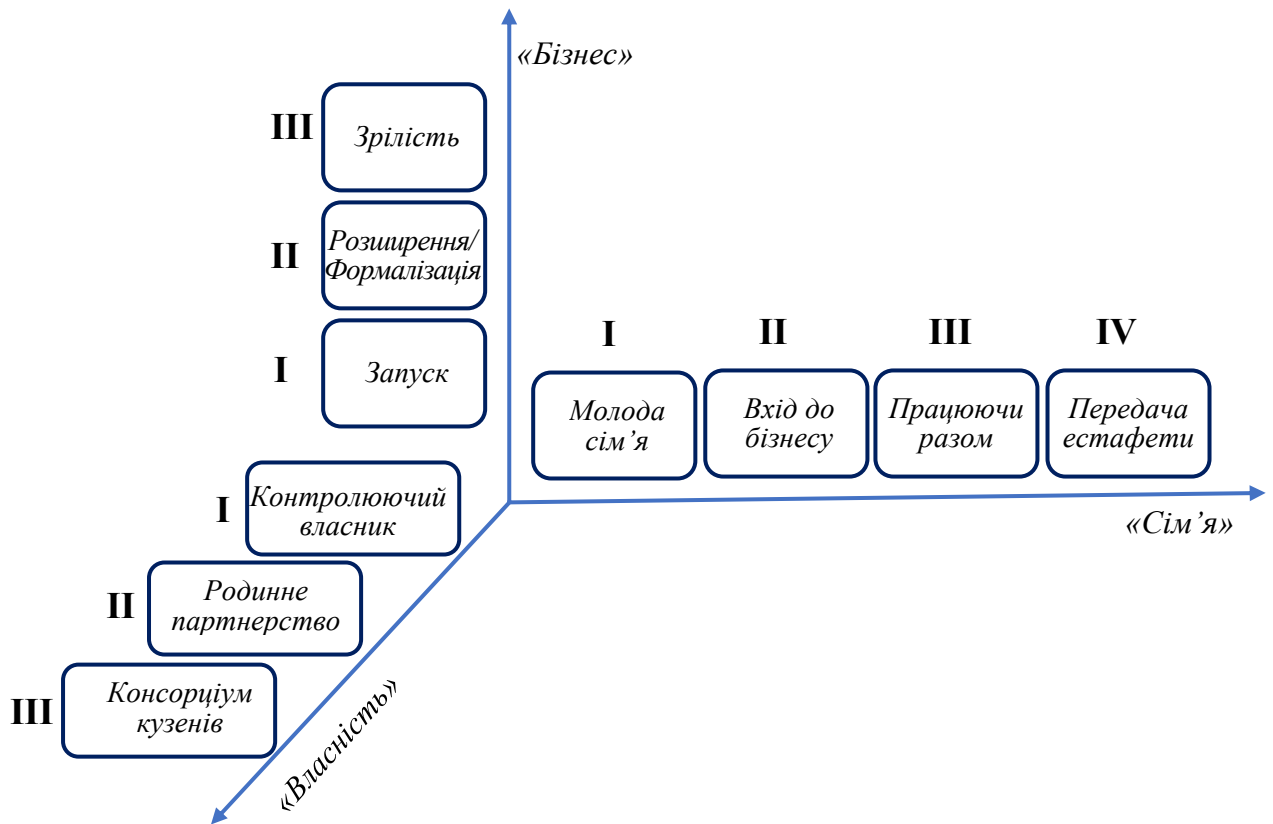 «Бізнес»
III
Зрілість
II
Розширення/
Формалізація
I
Запуск
I
II
III
IV
Молода
сім’я
Вхід до
бізнесу
Працюючи
разом
Передача
естафети
«Сім’я»
I
Контролюючий
власник
II
Родинне
партнерство
III
Консорціум
кузенів
«Власність»